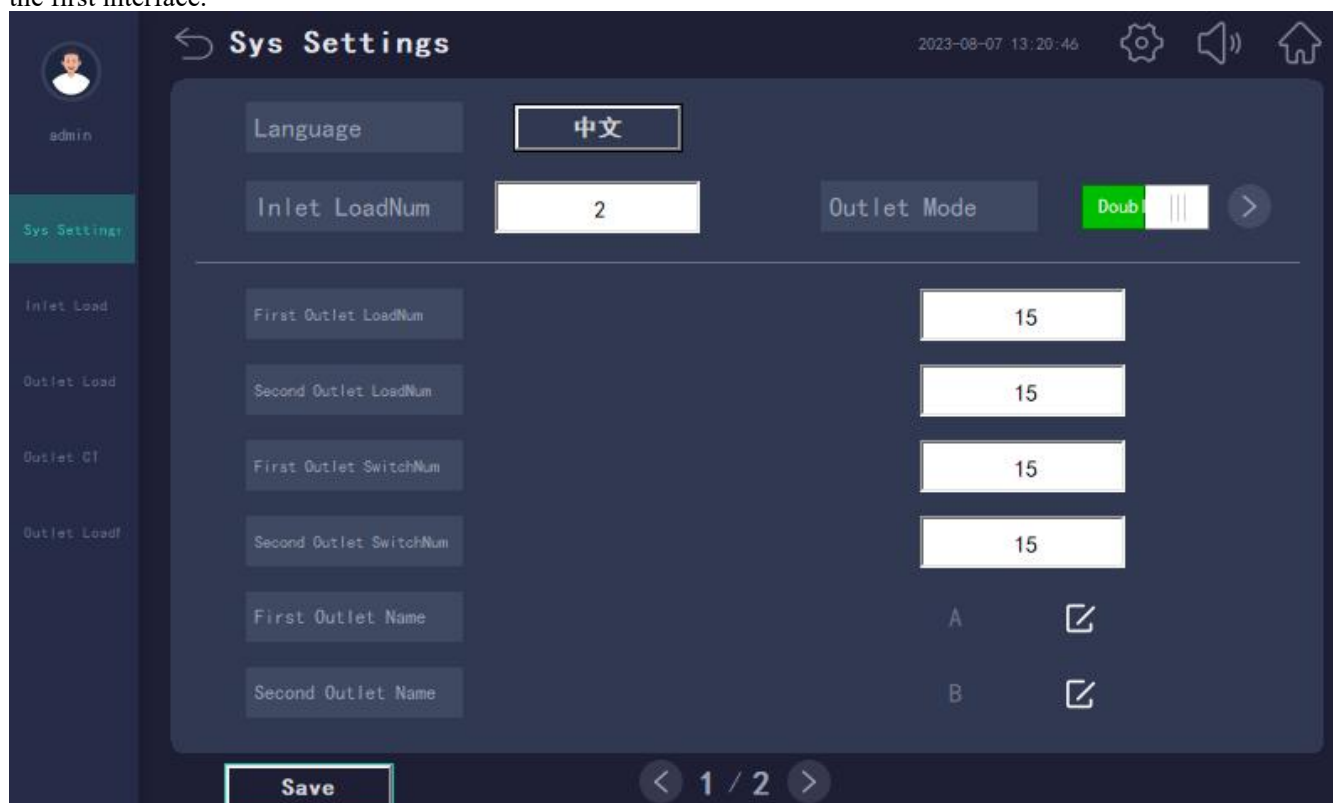 the first interface.
Sys Settings
2023-08-07 13:20:46
admin
Language
中文
Inlet LoadNum
2
Outlet Mode
Doubl
Sys Settings
Inlet Load
Outlet Load
Outlet CT
Outlet Loadf
First Outlet LoadNum
15
Second Outlet LoadNum
15
First Outlet SwitchNum
15
Second Outlet SwitchNum
15
First Outlet Name
A
Second Outlet Name
B
Save
1 / 2